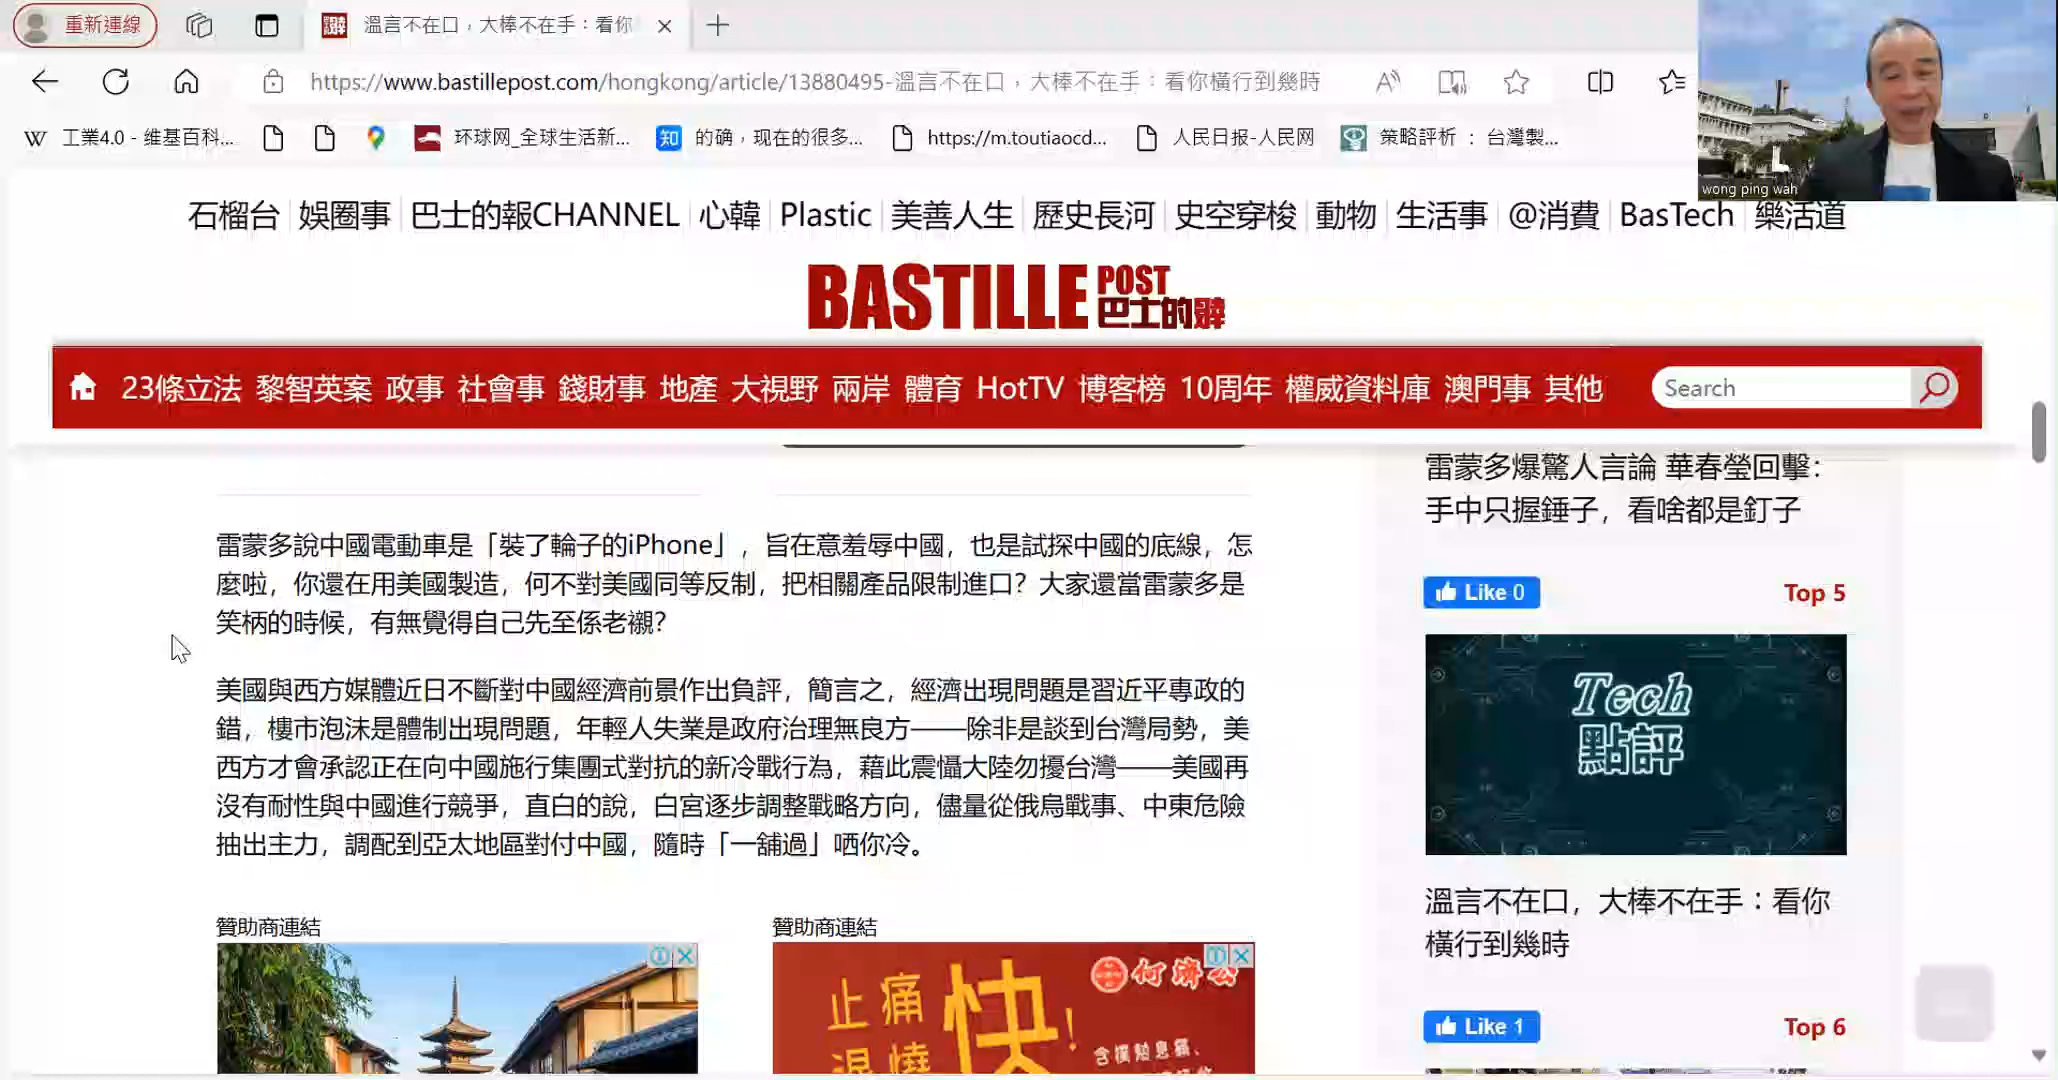 重新連線
溫言不在口，大棒不在手：看你
https://www.bastillepost.com/hongkong/article/13880495-溫言不在口，大棒不在手：看你橫行到幾時
工業4.0 - 維基百科...
环球网_全球生活新...
知 的确，现在的很多...
https://m.toutiaocd...
人民日报-人民网
策略評析 ： 台灣製...
wong ping wah
石榴台 娛圈事 巴士的報CHANNEL 心韓 Plastic 美善人生 歷史長河 史空穿梭 動物 生活事 @消費 BasTech 樂活道
BASTILLE POST 巴士的報
23條立法 黎智英案 政事 社會事 錢財事 地產 大視野 兩岸 體育 HotTV 博客榜 10周年 權威資料庫 澳門事 其他
Search
雷蒙多說中國電動車是「裝了輪子的iPhone」，旨在意羞辱中國，也是試探中國的底線，怎
麼啦，你還在用美國製造，何不對美國同等反制，把相關產品限制進口？大家還當雷蒙多是
笑柄的時候，有無覺得自己先至係老襯？
美國與西方媒體近日不斷對中國經濟前景作出負評，簡言之，經濟出現問題是習近平專政的
錯，樓市泡沫是體制出現問題，年輕人失業是政府治理無良方——除非是談到台灣局勢，美
西方才會承認正在向中國施行集團式對抗的新冷戰行為，藉此震懾大陸勿擾台灣——美國再
沒有耐性與中國進行競爭，直白的說，白宮逐步調整戰略方向，儘量從俄烏戰事、中東危險
抽出主力，調配到亞太地區對付中國，隨時「一舖過」哂你冷。
贊助商連結
贊助商連結
止痛
退燒
快!
何濟公
雷蒙多爆驚人言論 華春瑩回擊：
手中只握錘子，看啥都是釘子
Like 0
Top 5
Tech
點評
溫言不在口，大棒不在手：看你
橫行到幾時
Like 1
Top 6